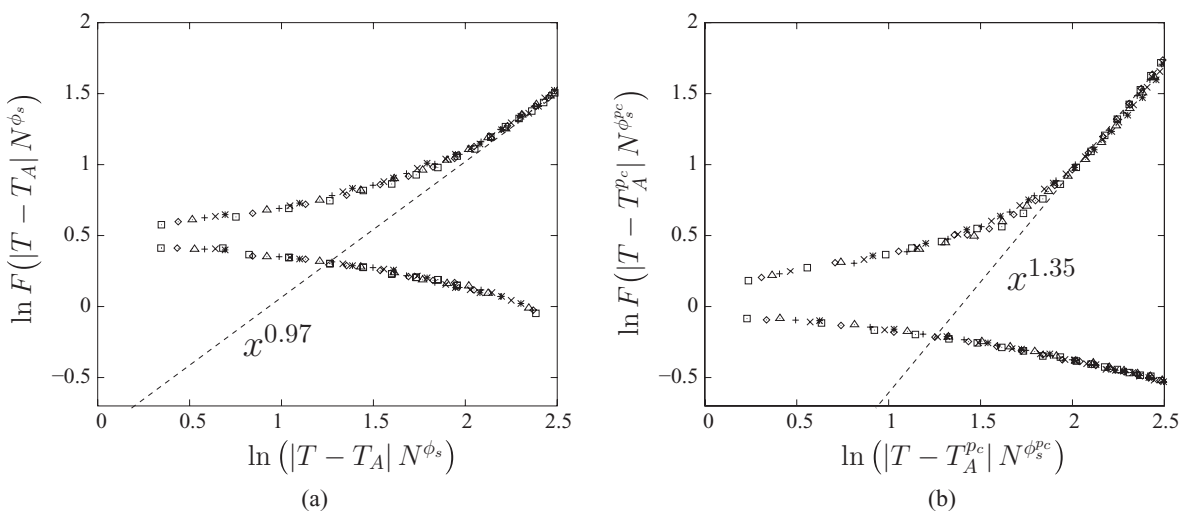 2
1.5
1
0.5
0
−0.5
0 0.5 1 1.5 2 2.5
ln F (|T − T_A| N^{ϕ_s})
x^{0.97}
ln (|T − T_A| N^{ϕ_s})
(a)
2
1.5
1
0.5
0
−0.5
0 0.5 1 1.5 2 2.5
ln F (|T − T_A^{p_c}| N^{ϕ_s^{p_c}})
x^{1.35}
ln (|T − T_A^{p_c}| N^{ϕ_s^{p_c}})
(b)